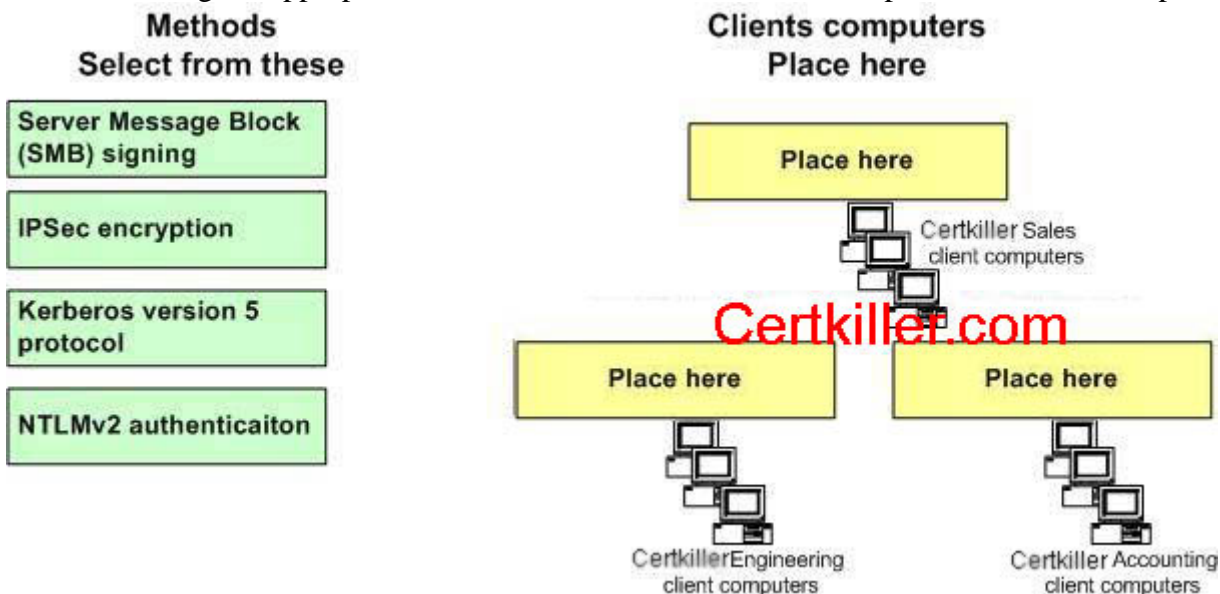 Methods
Select from these
Server Message Block
(SMB) signing
IPSec encryption
Kerberos version 5
protocol
NTLMv2 authenticaiton
Clients computers
Place here
Place here
Certkiller Sales
client computers
Certkiller.com
Place here
Place here
CertkillerEngineering
client computers
Certkiller Accounting
client computers